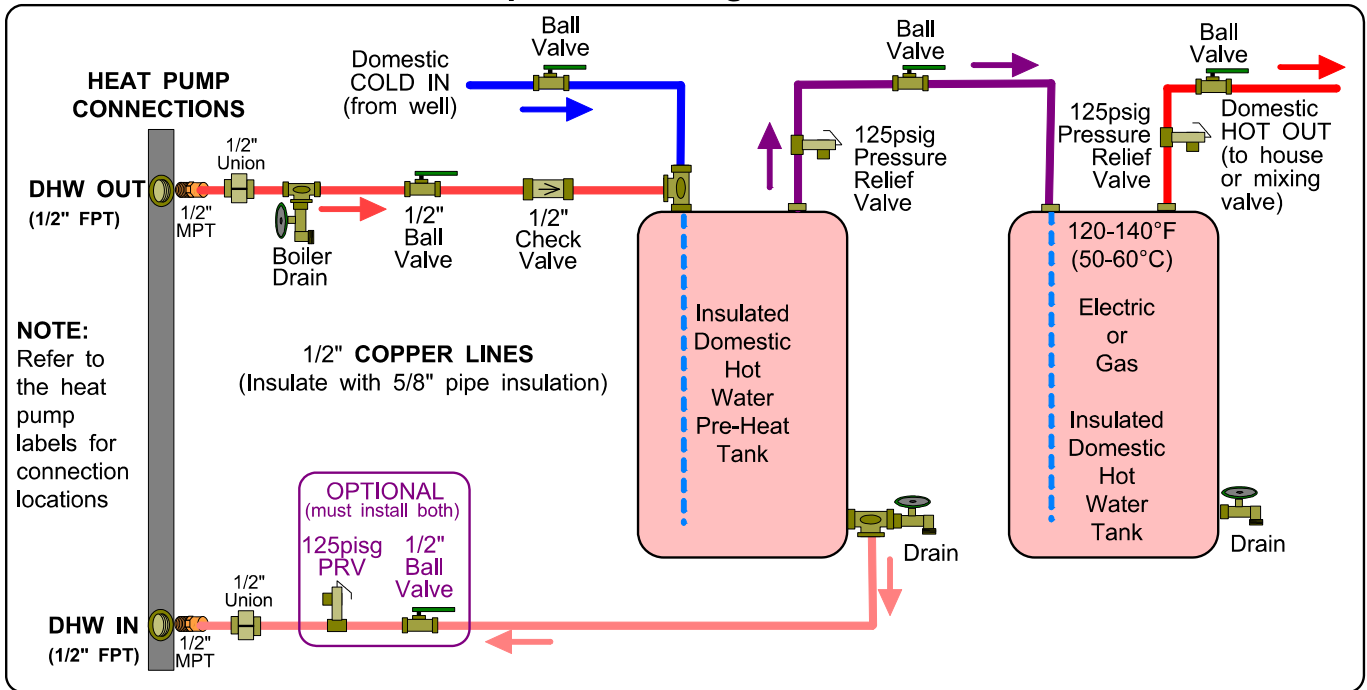 HEAT PUMP
CONNECTIONS
Domestic
COLD IN
(from well)
Ball
Valve
Ball
Valve
Ball
Valve
DHW OUT
(1/2" FPT)
1/2"
MPT
1/2"
Union
Boiler
Drain
1/2"
Ball
Valve
1/2"
Check
Valve
125psig
Pressure
Relief
Valve
125psig
Pressure
Relief
Valve
Domestic
HOT OUT
(to house
or mixing
valve)
NOTE:
Refer to
the heat
pump
labels for
connection
locations
1/2" COPPER LINES
(Insulate with 5/8" pipe insulation)
Insulated
Domestic
Hot
Water
Pre-Heat
Tank
120-140°F
(50-60°C)
Electric
or
Gas
Insulated
Domestic
Hot
Water
Tank
Drain
Drain
OPTIONAL
(must install both)
125pisg
PRV
1/2"
Ball
Valve
1/2"
Union
DHW IN
(1/2" FPT)
1/2"
MPT